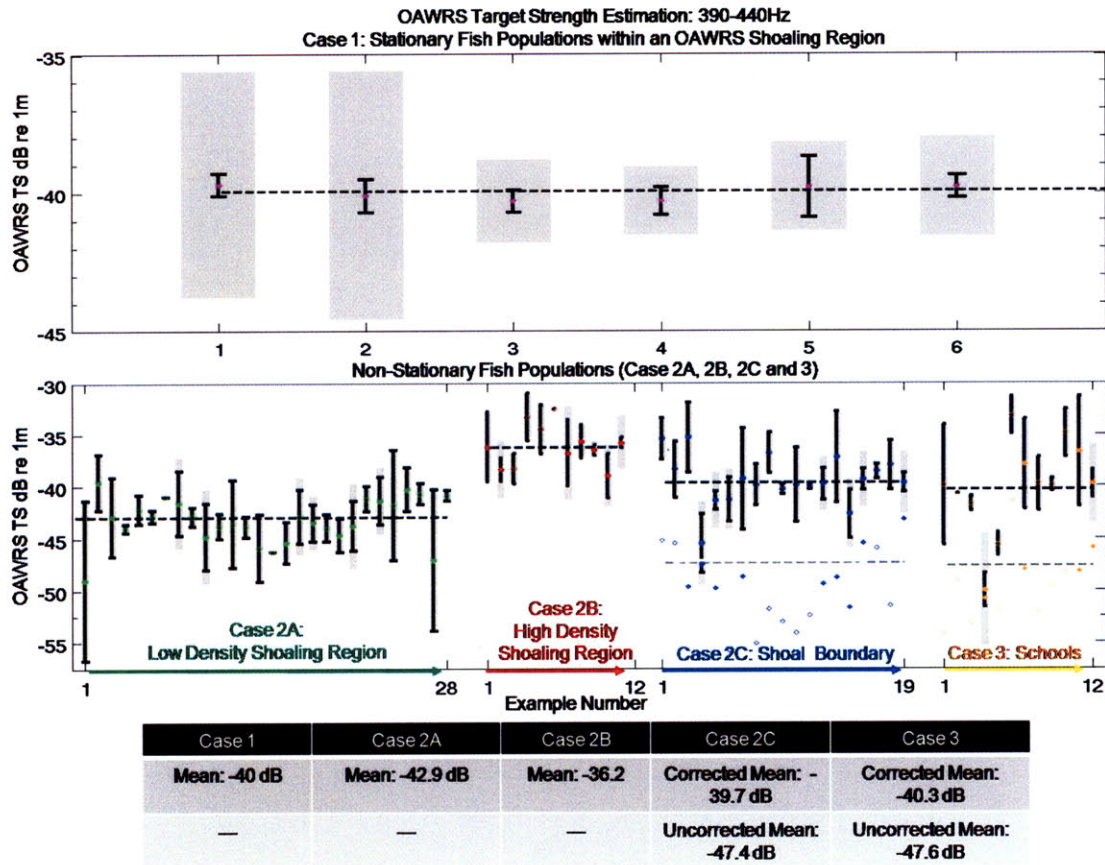 OAWRS Target Strength Estimation: 390-440Hz
Case 1: Stationary Fish Populations within an OAWRS Shoaling Region
-35
-40
-45
OAWRS TS dB re 1m
1 2 3 4 5 6
Non-Stationary Fish Populations (Case 2A, 2B, 2C and 3)
-30
-35
-40
-45
-50
-55
OAWRS TS dB re 1m
Case 2A:
Low Density Shoaling Region
Case 2B:
High Density
Shoaling Region
Case 2C: Shoal Boundary
Case 3: Schools
1 28 1 12 1 19 1 12
Example Number
Case 1 Case 2A Case 2B Case 2C Case 3
Mean: -40 dB Mean: -42.9 dB Mean: -36.2 Corrected Mean: - Corrected Mean:
39.7 dB -40.3 dB
— — — Uncorrected Mean: Uncorrected Mean:
-47.4 dB -47.6 dB